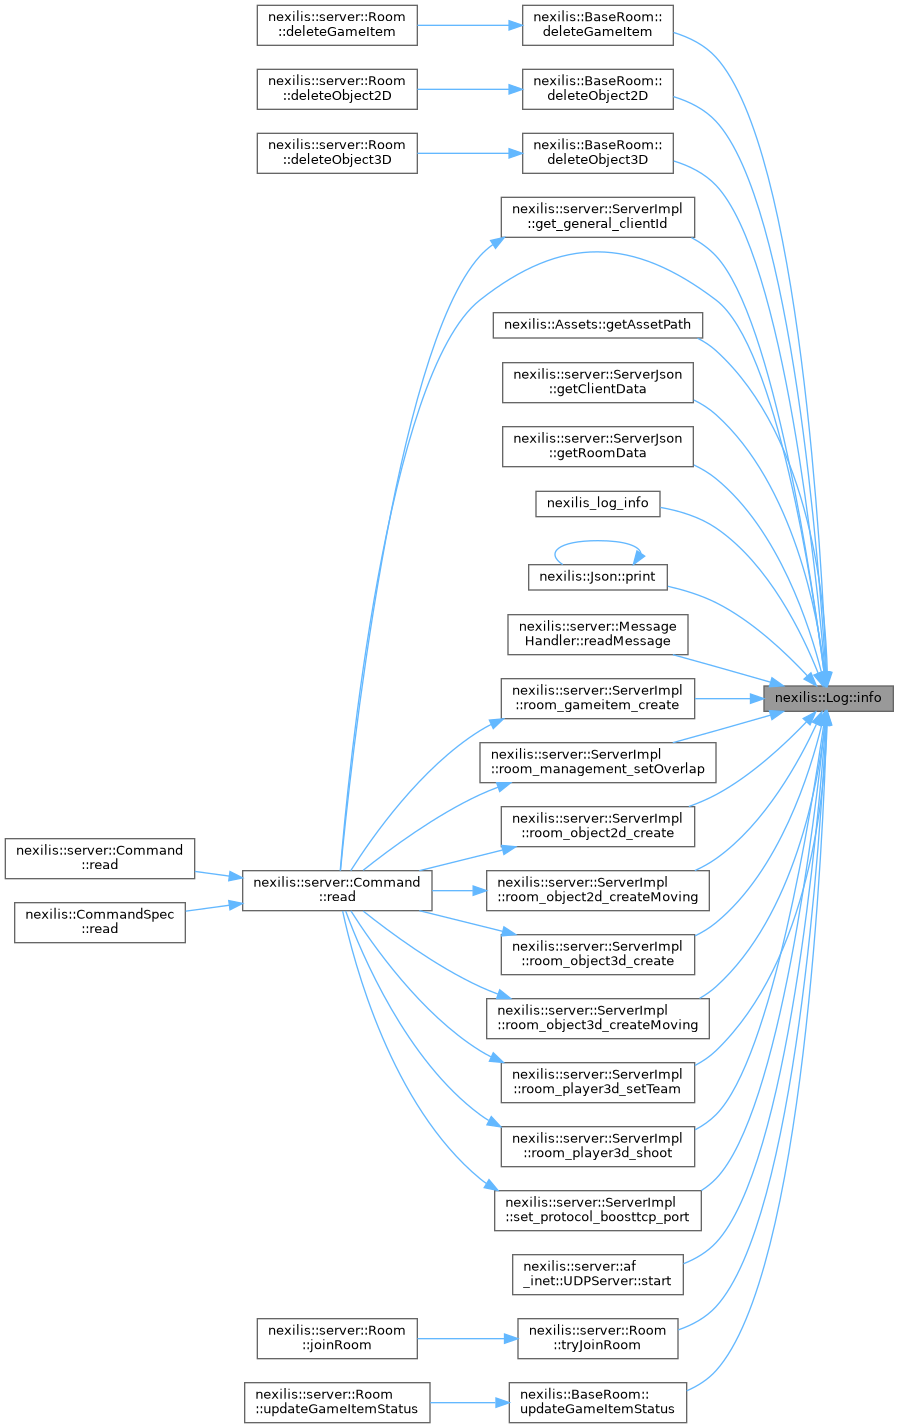 nexilis::server::Room
::deleteGameItem
nexilis::BaseRoom::
deleteGameItem
nexilis::server::Room
::deleteObject2D
nexilis::BaseRoom::
deleteObject2D
nexilis::server::Room
::deleteObject3D
nexilis::BaseRoom::
deleteObject3D
nexilis::server::ServerImpl
::get_general_clientId
nexilis::Assets::getAssetPath
nexilis::server::ServerJson
::getClientData
nexilis::server::ServerJson
::getRoomData
nexilis_log_info
nexilis::Json::print
nexilis::server::Message
Handler::readMessage
nexilis::Log::info
nexilis::server::ServerImpl
::room_gameitem_create
nexilis::server::ServerImpl
::room_management_setOverlap
nexilis::server::ServerImpl
::room_object2d_create
nexilis::server::Command
::read
nexilis::CommandSpec
::read
nexilis::server::Command
::read
nexilis::server::ServerImpl
::room_object2d_createMoving
nexilis::server::ServerImpl
::room_object3d_create
nexilis::server::ServerImpl
::room_object3d_createMoving
nexilis::server::ServerImpl
::room_player3d_setTeam
nexilis::server::ServerImpl
::room_player3d_shoot
nexilis::server::ServerImpl
::set_protocol_boosttcp_port
nexilis::server::af
_inet::UDPServer::start
nexilis::server::Room
::joinRoom
nexilis::server::Room
::tryJoinRoom
nexilis::server::Room
::updateGameItemStatus
nexilis::BaseRoom::
updateGameItemStatus